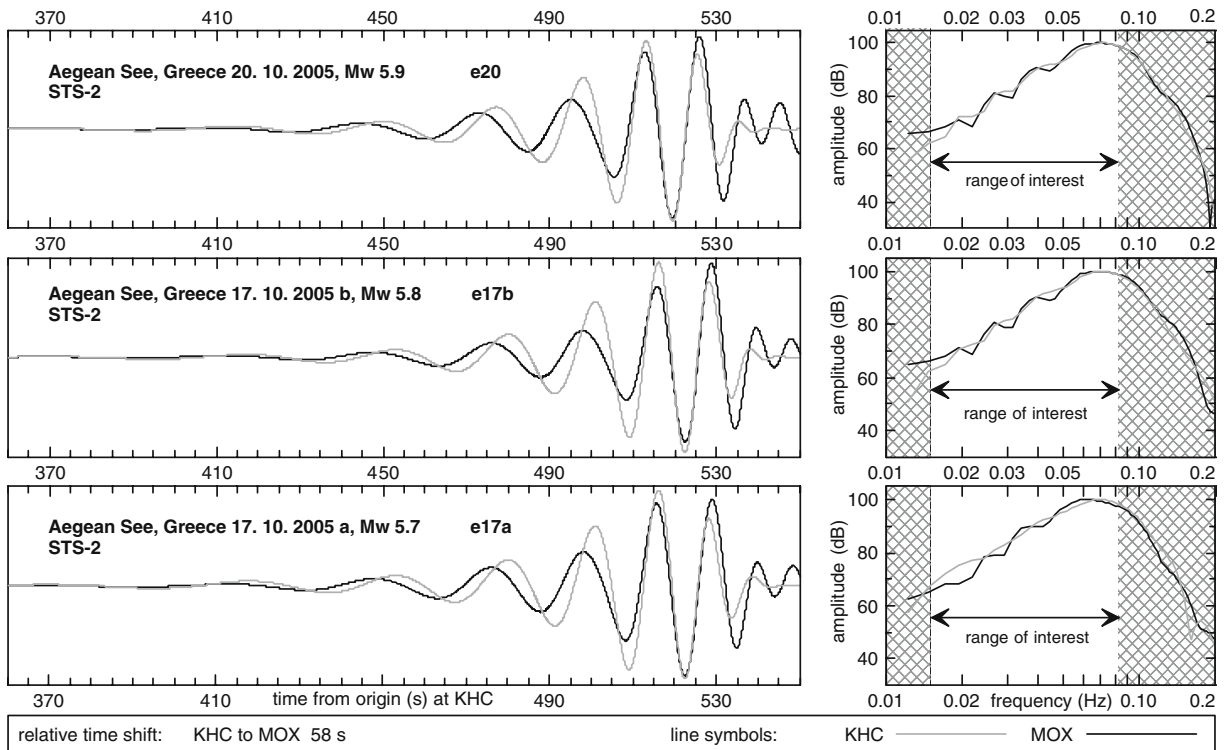 370 410 450 490 530 0.01 0.02 0.03 0.05 0.10 0.2
Aegean See, Greece 20. 10. 2005, Mw 5.9 e20
STS-2
100
80
60
40
amplitude (dB)
range of interest
370 410 450 490 530 0.01 0.02 0.03 0.05 0.10 0.2
Aegean See, Greece 17. 10. 2005 b, Mw 5.8 e17b
STS-2
100
80
60
40
amplitude (dB)
range of interest
370 410 450 490 530 0.01 0.02 0.03 0.05 0.10 0.2
Aegean See, Greece 17. 10. 2005 a, Mw 5.7 e17a
STS-2
100
80
60
40
amplitude (dB)
range of interest
370 410 time from origin (s) at KHC 490 530 0.01 0.02 frequency (Hz) 0.10 0.2
relative time shift: KHC to MOX 58 s line symbols: KHC MOX